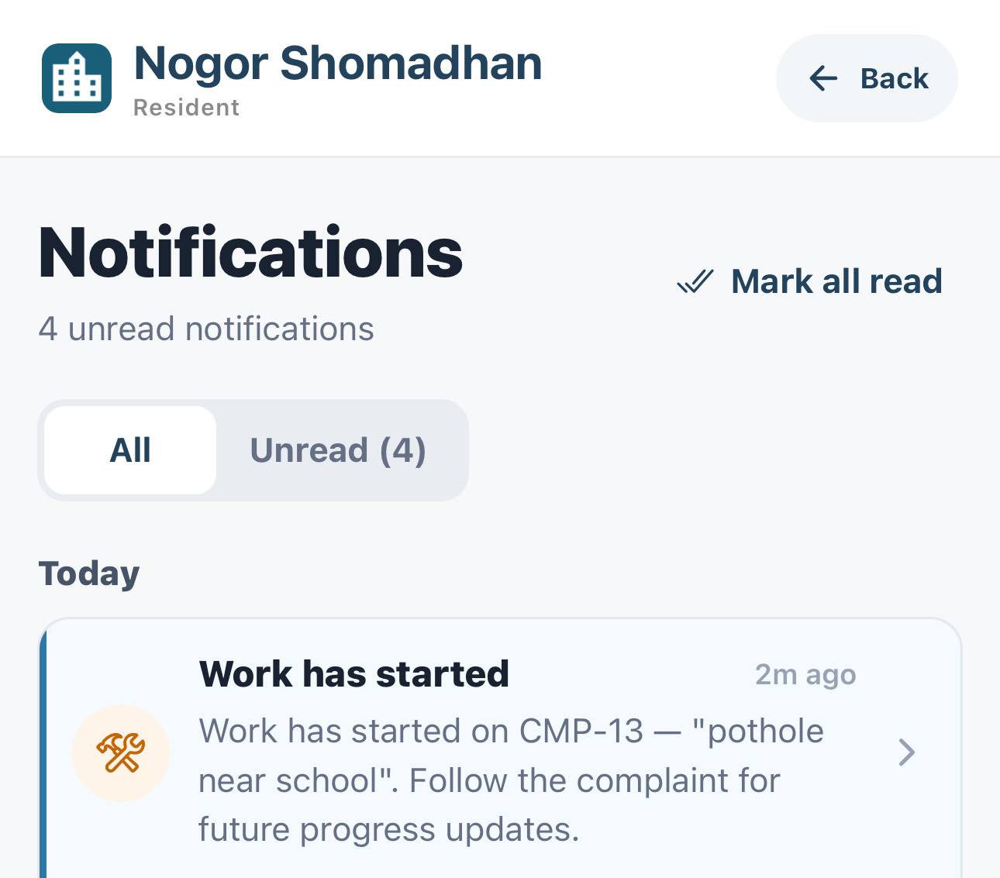 Nogor Shomadhan
Resident
Back
Notifications
Mark all read
4 unread notifications
All
Unread (4)
Today
Work has started
2m ago
Work has started on CMP-13 — "pothole
near school". Follow the complaint for
future progress updates.